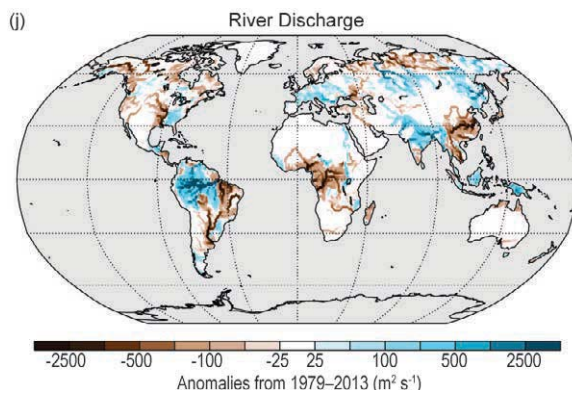 (j)
River Discharge
-2500 -500 -100 -25 25 100 500 2500
Anomalies from 1979–2013 (m² s⁻¹)